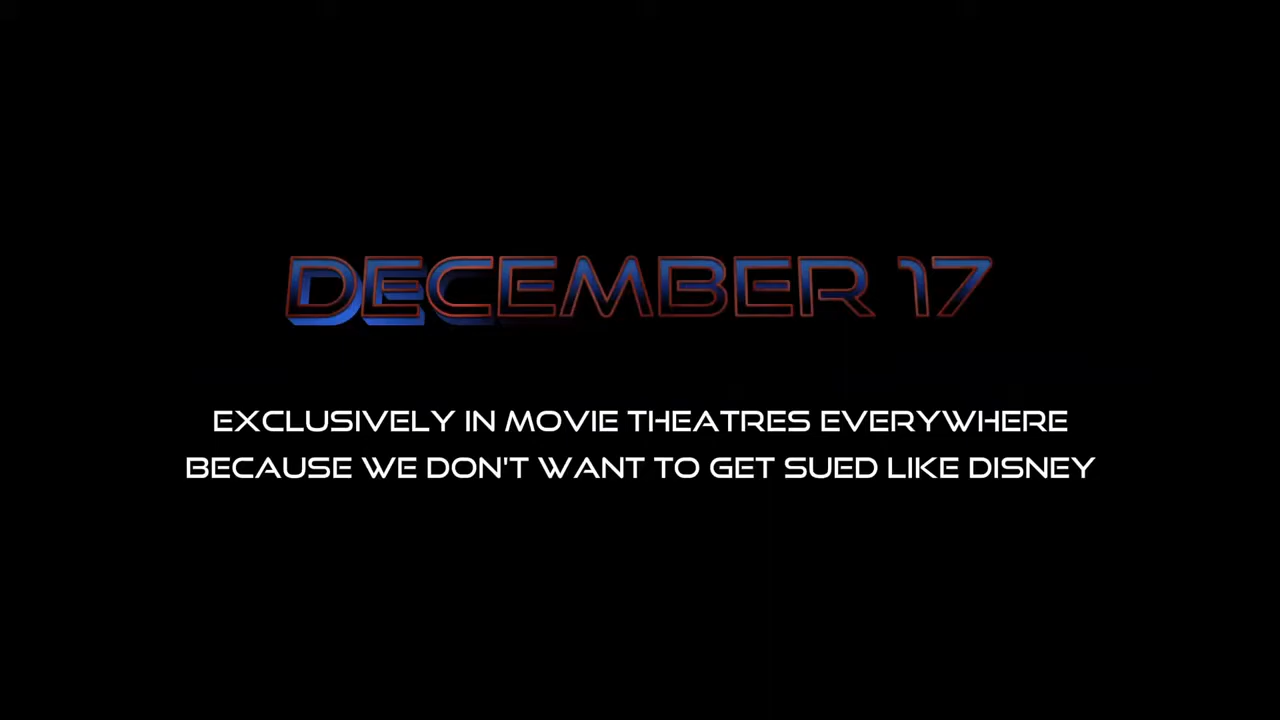 DECEMBER 17
EXCLUSIVELY IN MOVIE THEATRES EVERYWHERE
BECAUSE WE DON'T WANT TO GET SUED LIKE DISNEY